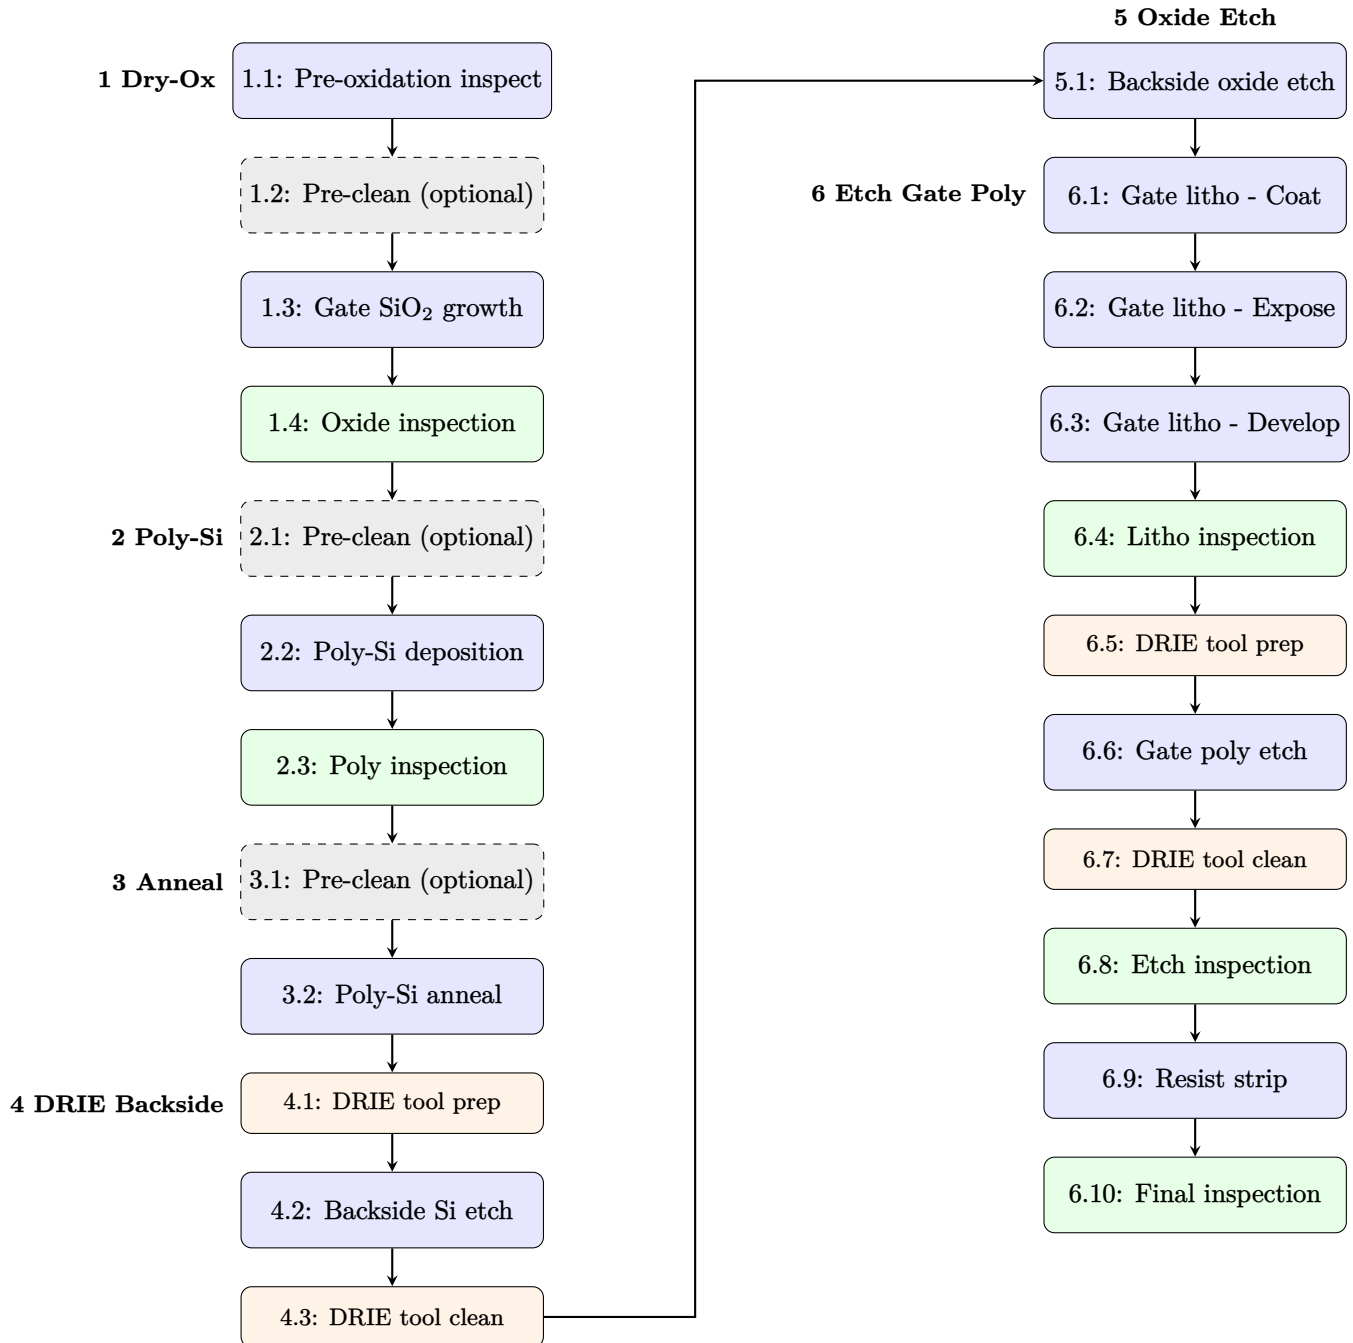 1 Dry-Ox
1.1: Pre-oxidation inspect
1.2: Pre-clean (optional)
1.3: Gate SiO₂ growth
1.4: Oxide inspection
2 Poly-Si
2.1: Pre-clean (optional)
2.2: Poly-Si deposition
2.3: Poly inspection
3 Anneal
3.1: Pre-clean (optional)
3.2: Poly-Si anneal
4 DRIE Backside
4.1: DRIE tool prep
4.2: Backside Si etch
4.3: DRIE tool clean
5 Oxide Etch
5.1: Backside oxide etch
6 Etch Gate Poly
6.1: Gate litho - Coat
6.2: Gate litho - Expose
6.3: Gate litho - Develop
6.4: Litho inspection
6.5: DRIE tool prep
6.6: Gate poly etch
6.7: DRIE tool clean
6.8: Etch inspection
6.9: Resist strip
6.10: Final inspection